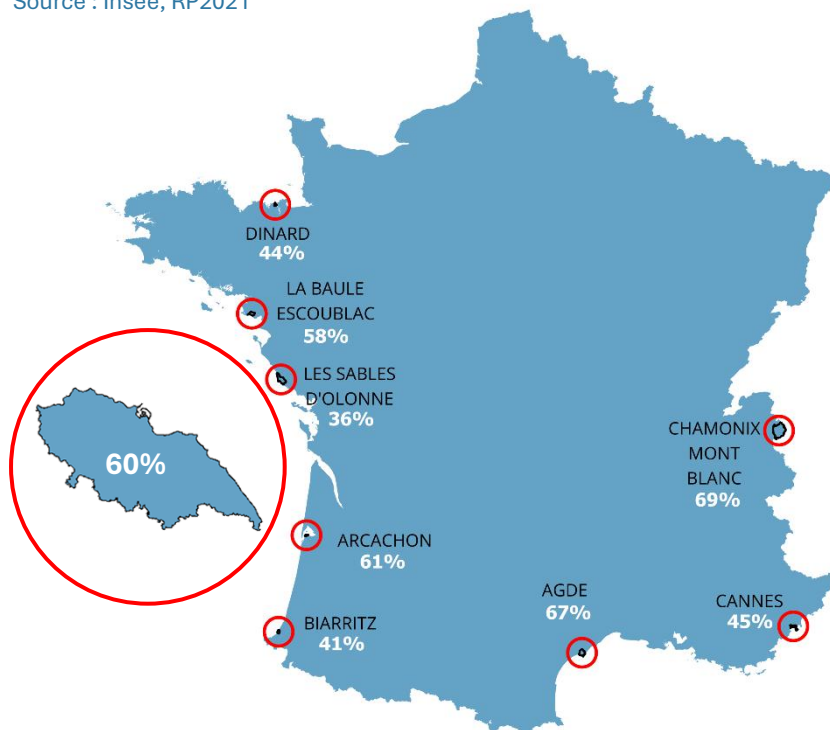 Source : Insee, RP2021
DINARD
44%
LA BAULE
ESCOUBLAC
58%
LES SABLES
D'OLONNE
36%
60%
CHAMONIX
MONT
BLANC
69%
ARCACHON
61%
AGDE
67%
CANNES
45%
BIARRITZ
41%